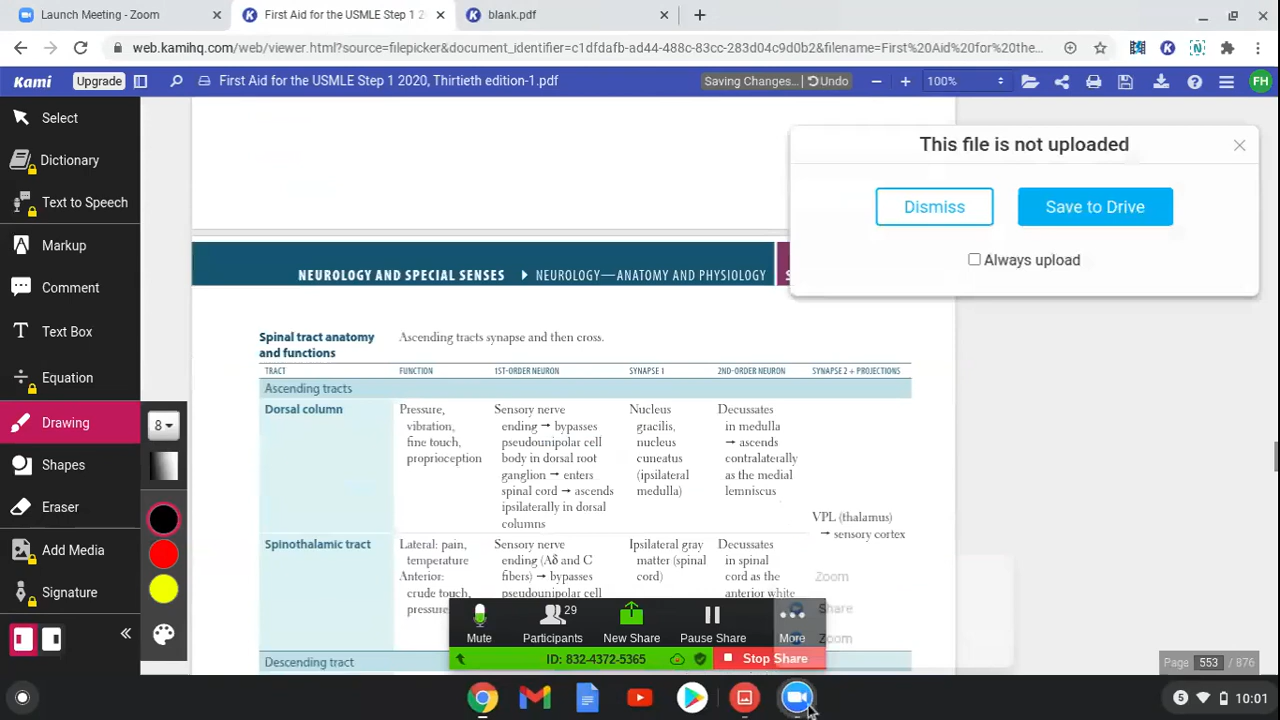 Launch Meeting - Zoom
First Aid for the USMLE Step 1 2
blank.pdf
web.kamihq.com/web/viewer.html?source=filepicker&document_identifier=c1dfdafb-ad44-488c-83cc-283d04c9d0b2&filename=First%20Aid%20for%20the...
Kami
Upgrade
First Aid for the USMLE Step 1 2020, Thirtieth edition-1.pdf
Saving Changes... Undo
100%
FH
Select
Dictionary
Text to Speech
Markup
Comment
Text Box
Equation
Drawing
Shapes
Eraser
Add Media
Signature
8
This file is not uploaded
Dismiss
Save to Drive
Always upload
NEUROLOGY AND SPECIAL SENSES ▶ NEUROLOGY—ANATOMY AND PHYSIOLOGY
Spinal tract anatomy
and functions
Ascending tracts synapse and then cross.
TRACT FUNCTION 1ST-ORDER NEURON SYNAPSE 1 2ND-ORDER NEURON SYNAPSE 2 + PROJECTIONS
Ascending tracts
Dorsal column
Pressure,
vibration,
fine touch,
proprioception
Sensory nerve
ending → bypasses
pseudounipolar cell
body in dorsal root
ganglion → enters
spinal cord → ascends
ipsilaterally in dorsal
columns
Nucleus
gracilis,
nucleus
cuneatus
(ipsilateral
medulla)
Decussates
in medulla
→ ascends
contralaterally
as the medial
lemniscus
VPL (thalamus)
→ sensory cortex
Spinothalamic tract
Lateral: pain,
temperature
Anterior:
crude touch,
pressure
Sensory nerve
ending (Aδ and C
fibers) → bypasses
pseudounipolar cell
Ipsilateral gray
matter (spinal
cord)
Decussates
in spinal
cord as the
anterior white
Descending tract
Zoom
Share
Zoom
Mute
Participants
29
New Share
Pause Share
More
ID: 832-4372-5365
Stop Share
Page 553 / 876
5
10:01